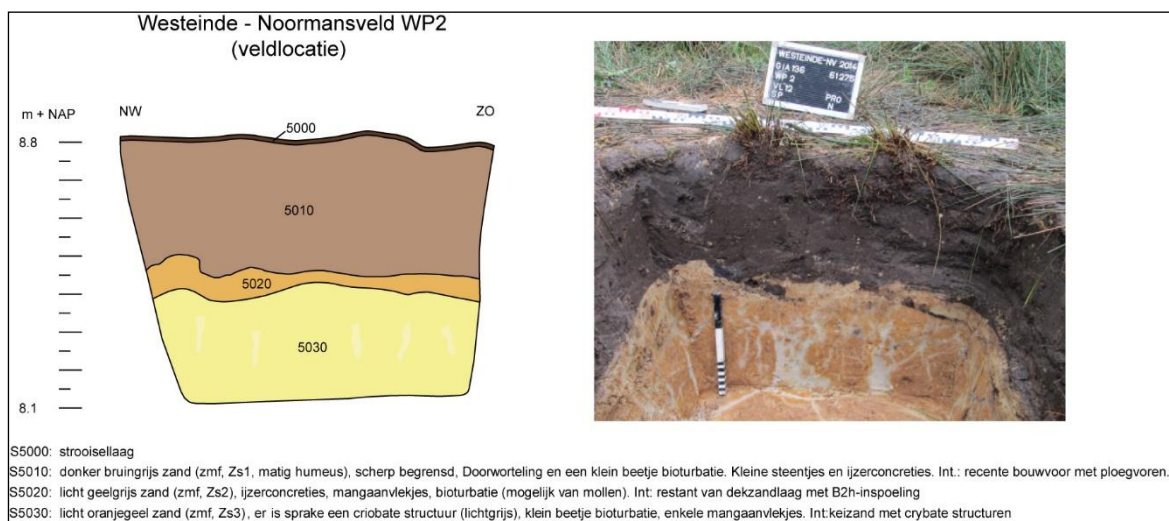 Westeinde - Noormansveld WP2
(veldlocatie)
m + NAP
NW
ZO
8.8
5000
5010
5020
5030
8.1
WESTEINDE-NV 2014
OIA 136 61275
WP 2
VL 12 PRO
SP N
S5000: strooisellaag
S5010: donker bruingrijs zand (zmf, Zs1, matig humeus), scherp begrensd, Doorworteling en een klein beetje bioturbatie. Kleine steentjes en ijzerconcreties. Int.: recente bouwvoor met ploegvoren.
S5020: licht geelgrijs zand (zmf, Zs2), ijzerconcreties, mangaanvlekjes, bioturbatie (mogelijk van mollen). Int: restant van dekzandlaag met B2h-inspoeling
S5030: licht oranjegeel zand (zmf, Zs3), er is sprake een criobate structuur (lichtgrijs), klein beetje bioturbatie, enkele mangaanvlekjes. Int:keizand met crybate structuren